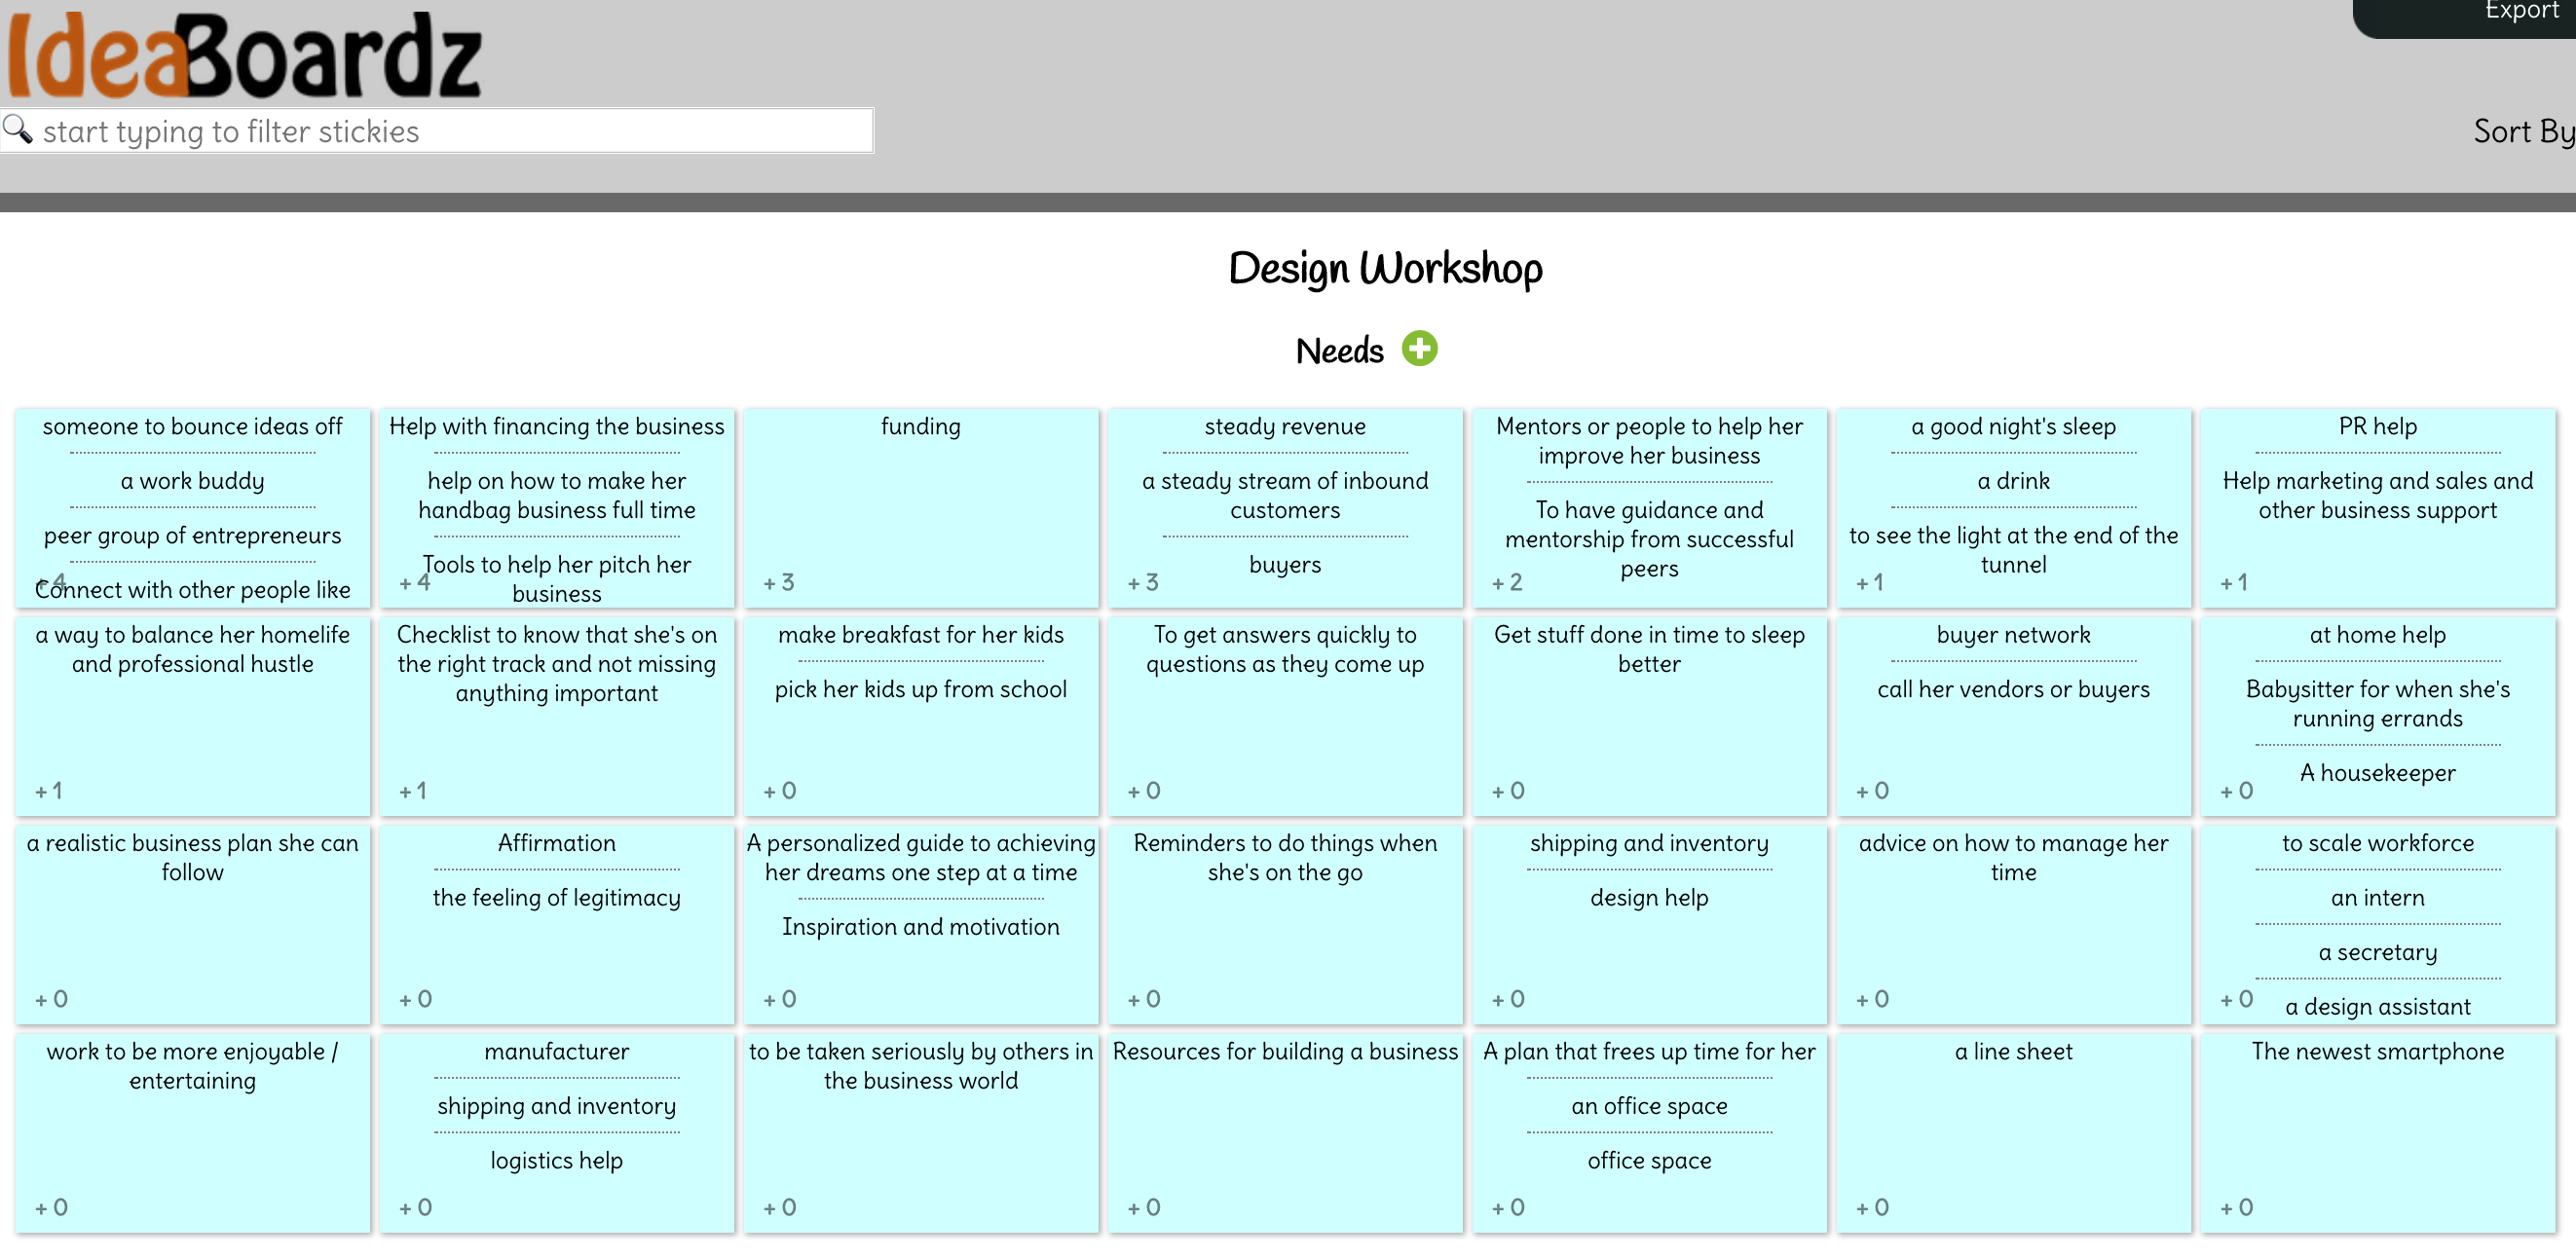 IdeaBoardz
Export
start typing to filter stickies
Sort By
Design Workshop
Needs
someone to bounce ideas off
a work buddy
peer group of entrepreneurs
Connect with other people like
+ 4
Help with financing the business
help on how to make her
handbag business full time
Tools to help her pitch her
business
+ 4
funding
+ 3
steady revenue
a steady stream of inbound
customers
buyers
+ 3
Mentors or people to help her
improve her business
To have guidance and
mentorship from successful
peers
+ 2
a good night's sleep
a drink
to see the light at the end of the
tunnel
+ 1
PR help
Help marketing and sales and
other business support
+ 1
a way to balance her homelife
and professional hustle
+ 1
Checklist to know that she's on
the right track and not missing
anything important
+ 1
make breakfast for her kids
pick her kids up from school
+ 0
To get answers quickly to
questions as they come up
+ 0
Get stuff done in time to sleep
better
+ 0
buyer network
call her vendors or buyers
+ 0
at home help
Babysitter for when she's
running errands
A housekeeper
+ 0
a realistic business plan she can
follow
+ 0
Affirmation
the feeling of legitimacy
+ 0
A personalized guide to achieving
her dreams one step at a time
Inspiration and motivation
+ 0
Reminders to do things when
she's on the go
+ 0
shipping and inventory
design help
+ 0
advice on how to manage her
time
+ 0
to scale workforce
an intern
a secretary
a design assistant
+ 0
work to be more enjoyable /
entertaining
+ 0
manufacturer
shipping and inventory
logistics help
+ 0
to be taken seriously by others in
the business world
+ 0
Resources for building a business
+ 0
A plan that frees up time for her
an office space
office space
+ 0
a line sheet
+ 0
The newest smartphone
+ 0